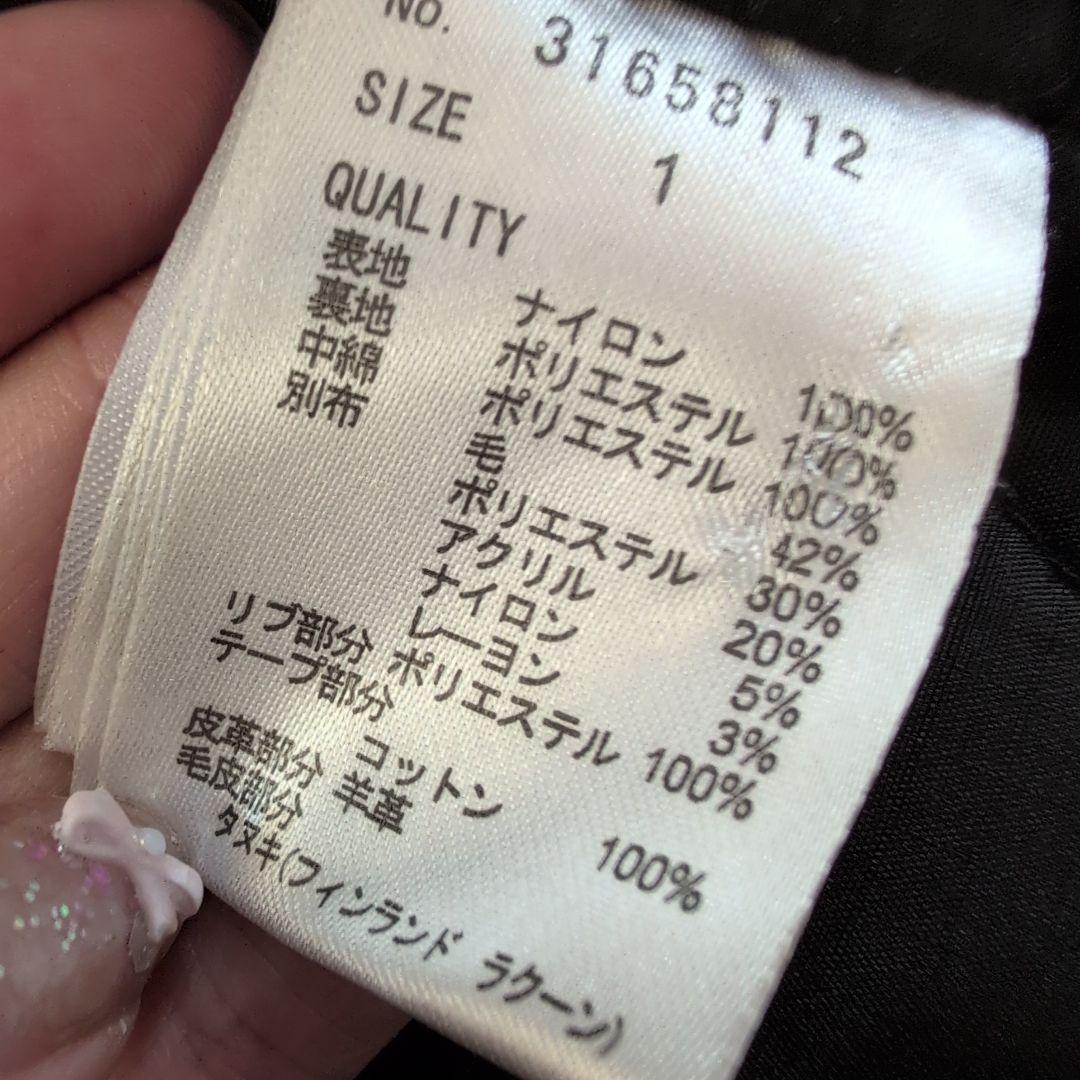 No. 31658112
SIZE 1
QUALITY
表地 ナイロン 100%
裏地 ポリエステル 100%
中綿 ポリエステル 100%
別布 毛 42%
ポリエステル 30%
アクリル 20%
ナイロン 5%
レーヨン 3%
リブ部分 ポリエステル 100%
テープ部分
コットン 100%
皮革部分 羊革
毛皮部分
タヌキ(フィンランド ラクーン)